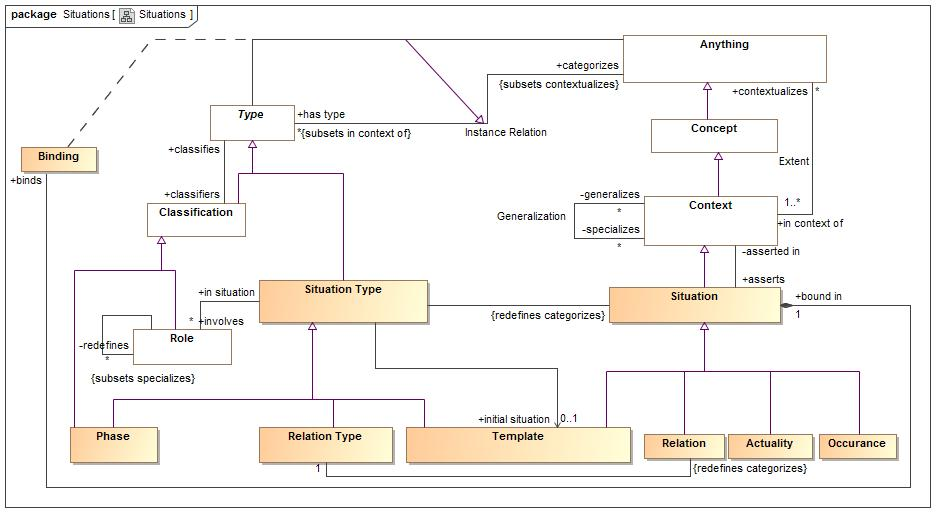 package Situations [ Situations ]
Anything
+categorizes
{subsets contextualizes}
+contextualizes
*
Type
+has type
*{subsets in context of}
Instance Relation
Concept
+classifies
Binding
+binds
Extent
+classifiers
Classification
-generalizes
*
Generalization
-specializes
*
Context
1..*
+in context of
-asserted in
+asserts
+in situation
Situation Type
{redefines categorizes}
Situation
+bound in
1
* +involves
-redefines
*
Role
{subsets specializes}
+initial situation
0..1
Phase
Relation Type
1
Template
Relation
Actuality
Occurance
{redefines categorizes}